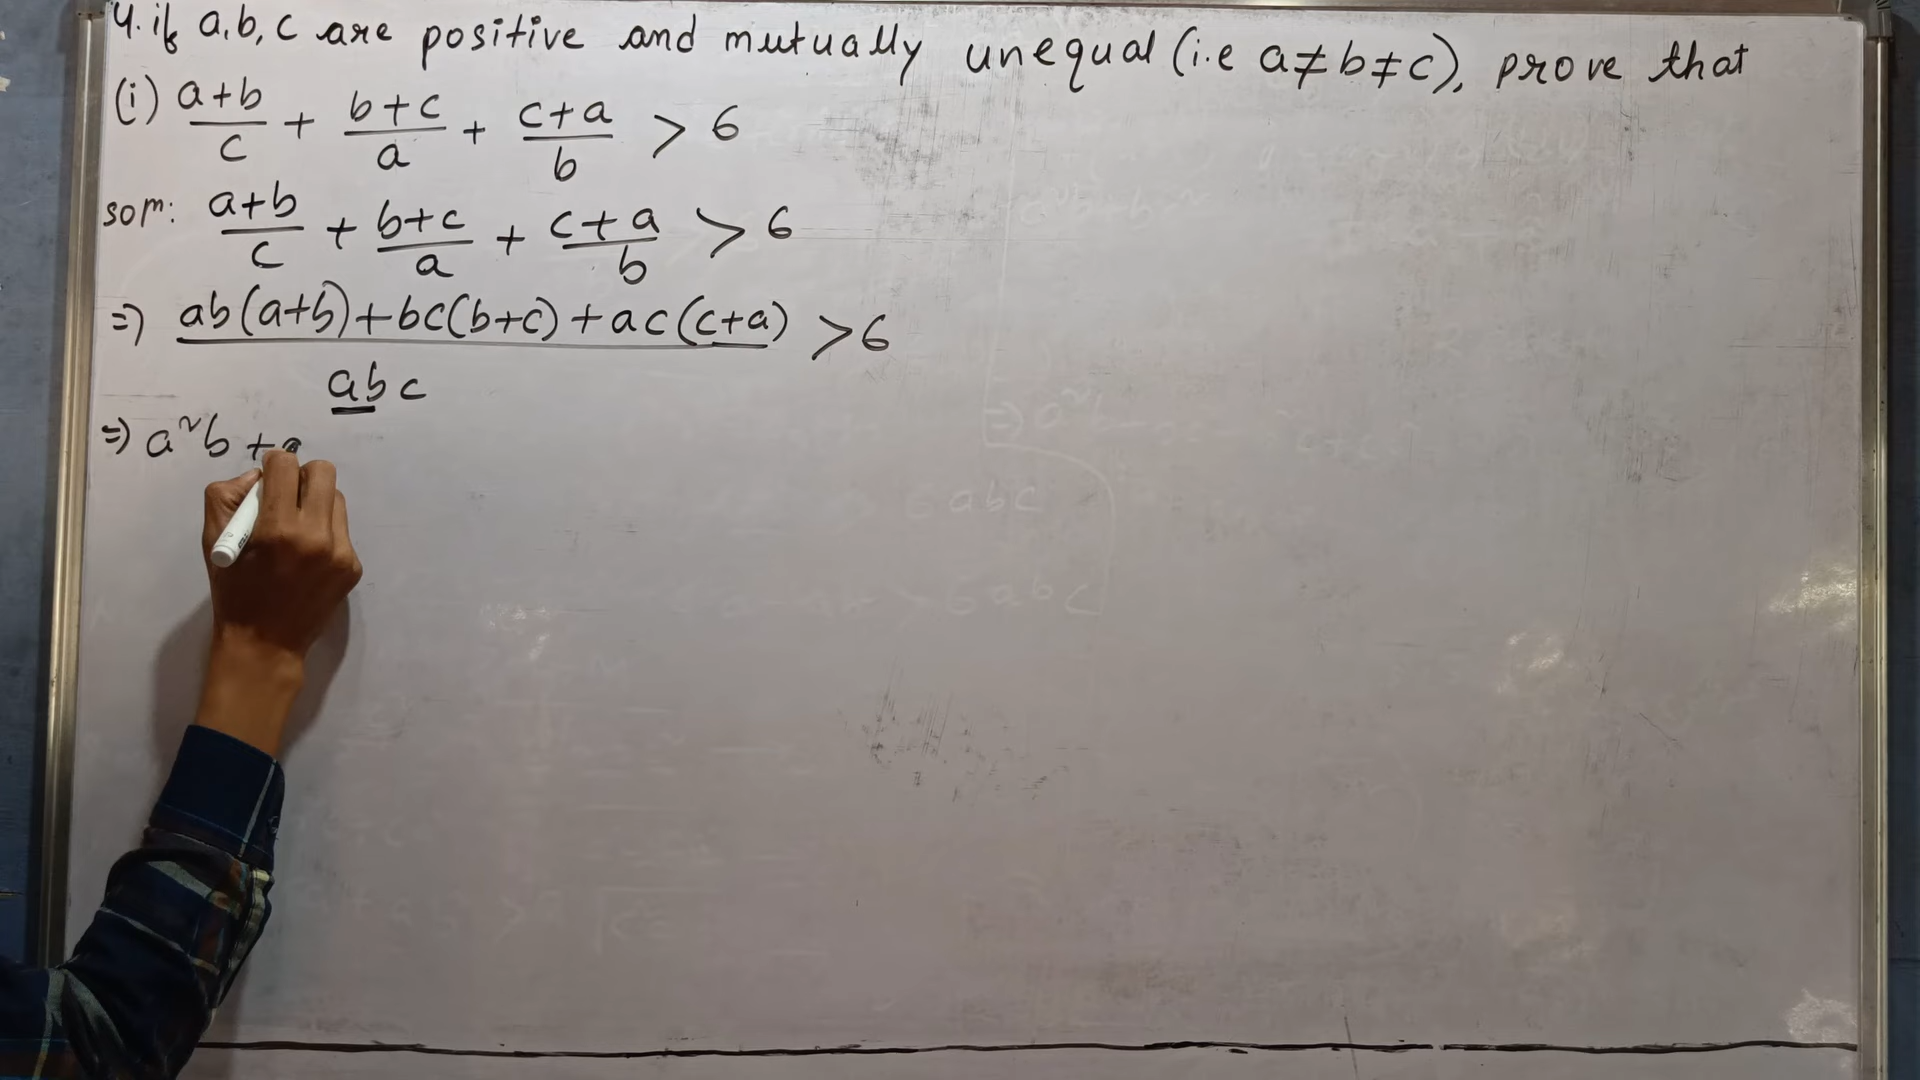 4. if a, b, c are positive and mutually unequal (i.e a≠b≠c), prove that
(i) (a+b)/c + (b+c)/a + (c+a)/b > 6
som: (a+b)/c + (b+c)/a + (c+a)/b > 6
⇒ (ab(a+b)+bc(b+c)+ac(c+a))/abc > 6
⇒ a²b +